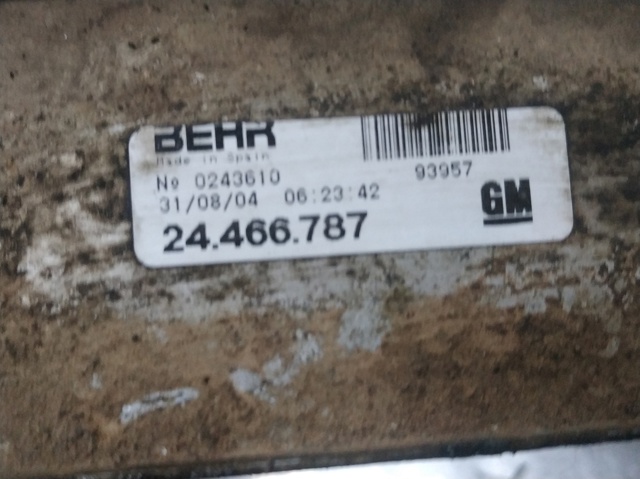 BEHR
Made in Spain
93957
No 0243610
31/08/04 06:23:42
GM
24.466.787